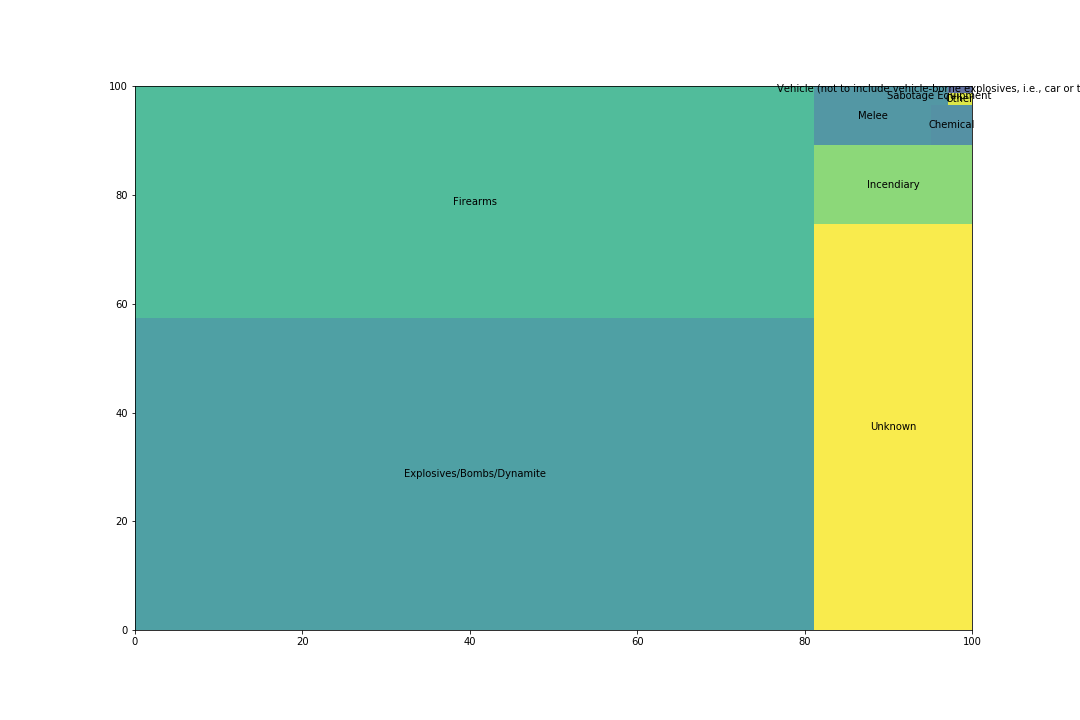 100
80
60
40
20
0
0 20 40 60 80 100
Vehicle (not to include vehicle-borne explosives, i.e., car or t
Sabotage Equipment
Other
Melee
Chemical
Incendiary
Firearms
Unknown
Explosives/Bombs/Dynamite